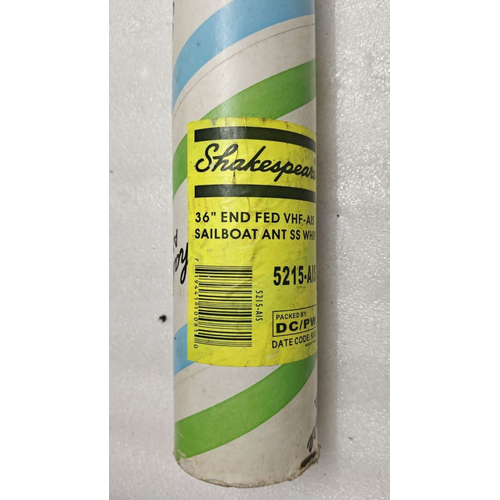 Shakespeare
36" END FED VHF-AIS
SAILBOAT ANT SS WHIP
5215-AIS
5215-AIS
PACKED BY:
DC/PW
DATE CODE: